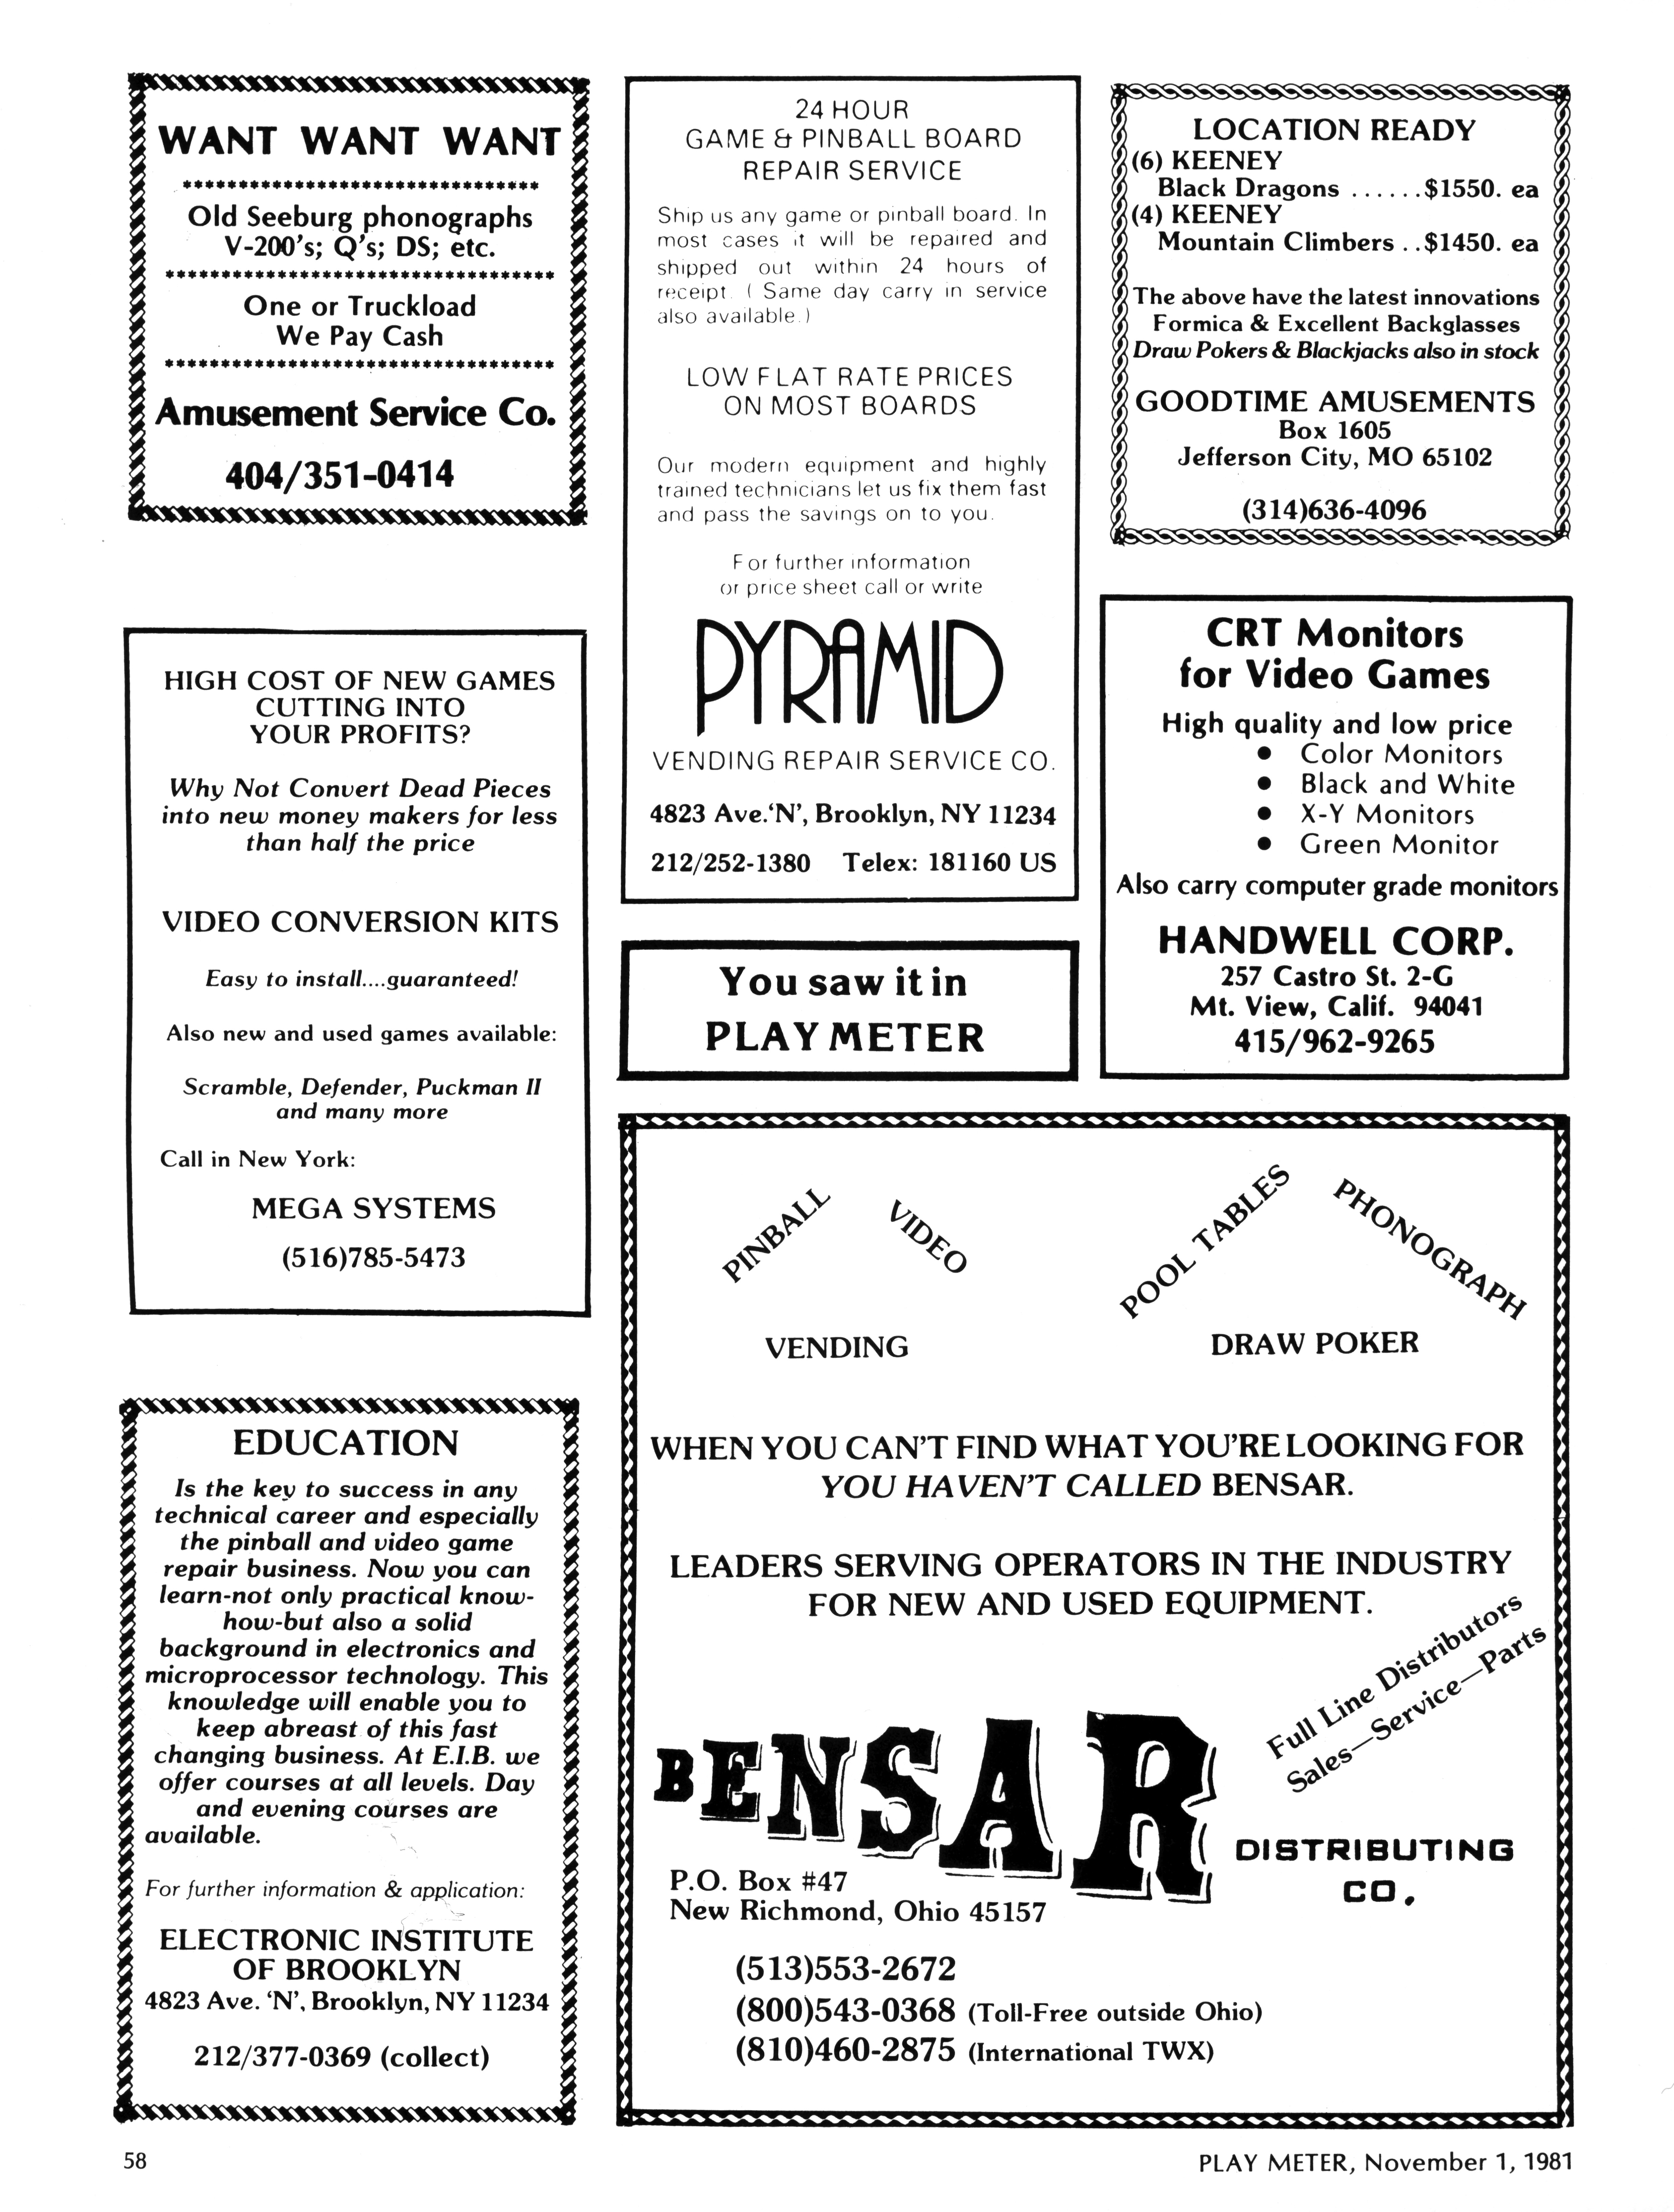 WANT WANT WANT
********************************
Old Seeburg phonographs
V-200's; Q's; DS; etc.
***********************************
One or Truckload
We Pay Cash
***********************************
Amusement Service Co.
404/351-0414
HIGH COST OF NEW GAMES
CUTTING INTO
YOUR PROFITS?
Why Not Convert Dead Pieces
into new money makers for less
than half the price
VIDEO CONVERSION KITS
Easy to install....guaranteed!
Also new and used games available:
Scramble, Defender, Puckman II
and many more
Call in New York:
MEGA SYSTEMS
(516)785-5473
EDUCATION
Is the key to success in any
technical career and especially
the pinball and video game
repair business. Now you can
learn-not only practical know-
how-but also a solid
background in electronics and
microprocessor technology. This
knowledge will enable you to
keep abreast of this fast
changing business. At E.I.B. we
offer courses at all levels. Day
and evening courses are
available.
For further information & application:
ELECTRONIC INSTITUTE
OF BROOKLYN
4823 Ave. 'N', Brooklyn, NY 11234
212/377-0369 (collect)
24 HOUR
GAME & PINBALL BOARD
REPAIR SERVICE
Ship us any game or pinball board. In
most cases it will be repaired and
shipped out within 24 hours of
receipt. ( Same day carry in service
also available.)
LOW FLAT RATE PRICES
ON MOST BOARDS
Our modern equipment and highly
trained technicians let us fix them fast
and pass the savings on to you.
For further information
or price sheet call or write
PYRAMID
VENDING REPAIR SERVICE CO.
4823 Ave.'N', Brooklyn, NY 11234
212/252-1380 Telex: 181160 US
You saw it in
PLAY METER
LOCATION READY
(6) KEENEY
Black Dragons ......$1550. ea
(4) KEENEY
Mountain Climbers ..$1450. ea
The above have the latest innovations
Formica & Excellent Backglasses
Draw Pokers & Blackjacks also in stock
GOODTIME AMUSEMENTS
Box 1605
Jefferson City, MO 65102
(314)636-4096
CRT Monitors
for Video Games
High quality and low price
• Color Monitors
• Black and White
• X-Y Monitors
• Green Monitor
Also carry computer grade monitors
HANDWELL CORP.
257 Castro St. 2-G
Mt. View, Calif. 94041
415/962-9265
PINBALL
VIDEO
POOL TABLES
PHONOGRAPH
VENDING
DRAW POKER
WHEN YOU CAN'T FIND WHAT YOU'RE LOOKING FOR
YOU HAVEN'T CALLED BENSAR.
LEADERS SERVING OPERATORS IN THE INDUSTRY
FOR NEW AND USED EQUIPMENT.
Full Line Distributors
Sales—Service—Parts
BENSAR
DISTRIBUTING
CO.
P.O. Box #47
New Richmond, Ohio 45157
(513)553-2672
(800)543-0368 (Toll-Free outside Ohio)
(810)460-2875 (International TWX)
58
PLAY METER, November 1, 1981